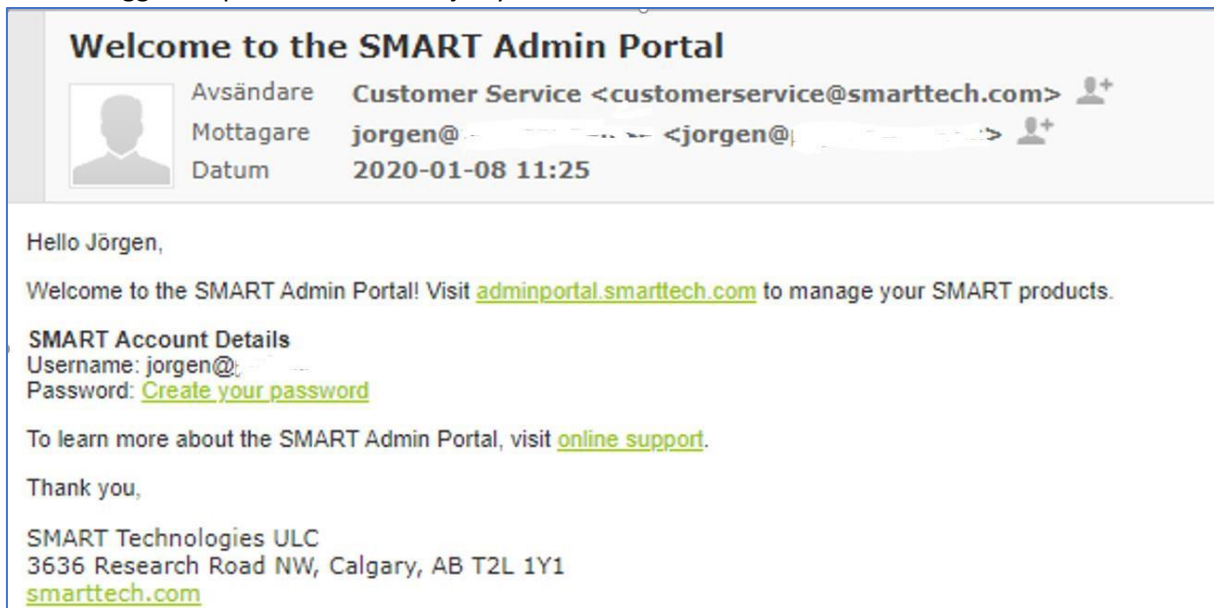 Welcome to the SMART Admin Portal
Avsändare Customer Service <customerservice@smarttech.com>
Mottagare jorgen@ <jorgen@
Datum 2020-01-08 11:25
Hello Jörgen,
Welcome to the SMART Admin Portal! Visit adminportal.smarttech.com to manage your SMART products.
SMART Account Details
Username: jorgen@
Password: Create your password
To learn more about the SMART Admin Portal, visit online support.
Thank you,
SMART Technologies ULC
3636 Research Road NW, Calgary, AB T2L 1Y1
smarttech.com